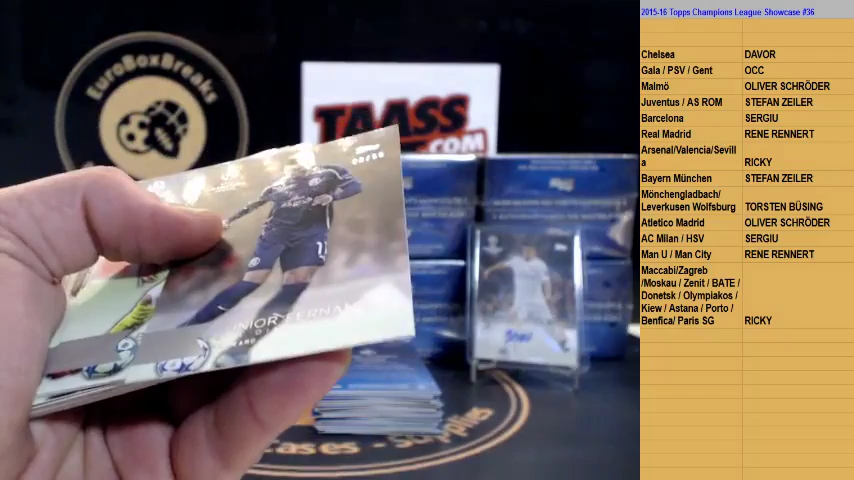 2015-16 Topps Champions League Showcase #36
Chelsea DAVOR
Gala / PSV / Gent OCC
Malmö OLIVER SCHRÖDER
Juventus / AS ROM STEFAN ZEILER
Barcelona SERGIU
Real Madrid RENE RENNERT
Arsenal/Valencia/Sevill
a RICKY
Bayern München STEFAN ZEILER
Mönchengladbach/
Leverkusen Wolfsburg TORSTEN BÜSING
Atletico Madrid OLIVER SCHRÖDER
AC Milan / HSV SERGIU
Man U / Man City RENE RENNERT
Maccabi/Zagreb
/Moskau / Zenit / BATE /
Donetsk / Olympiakos /
Kiew / Astana / Porto /
Benfica/ Paris SG RICKY
EuroBoxBreaks
TAASS
.COM